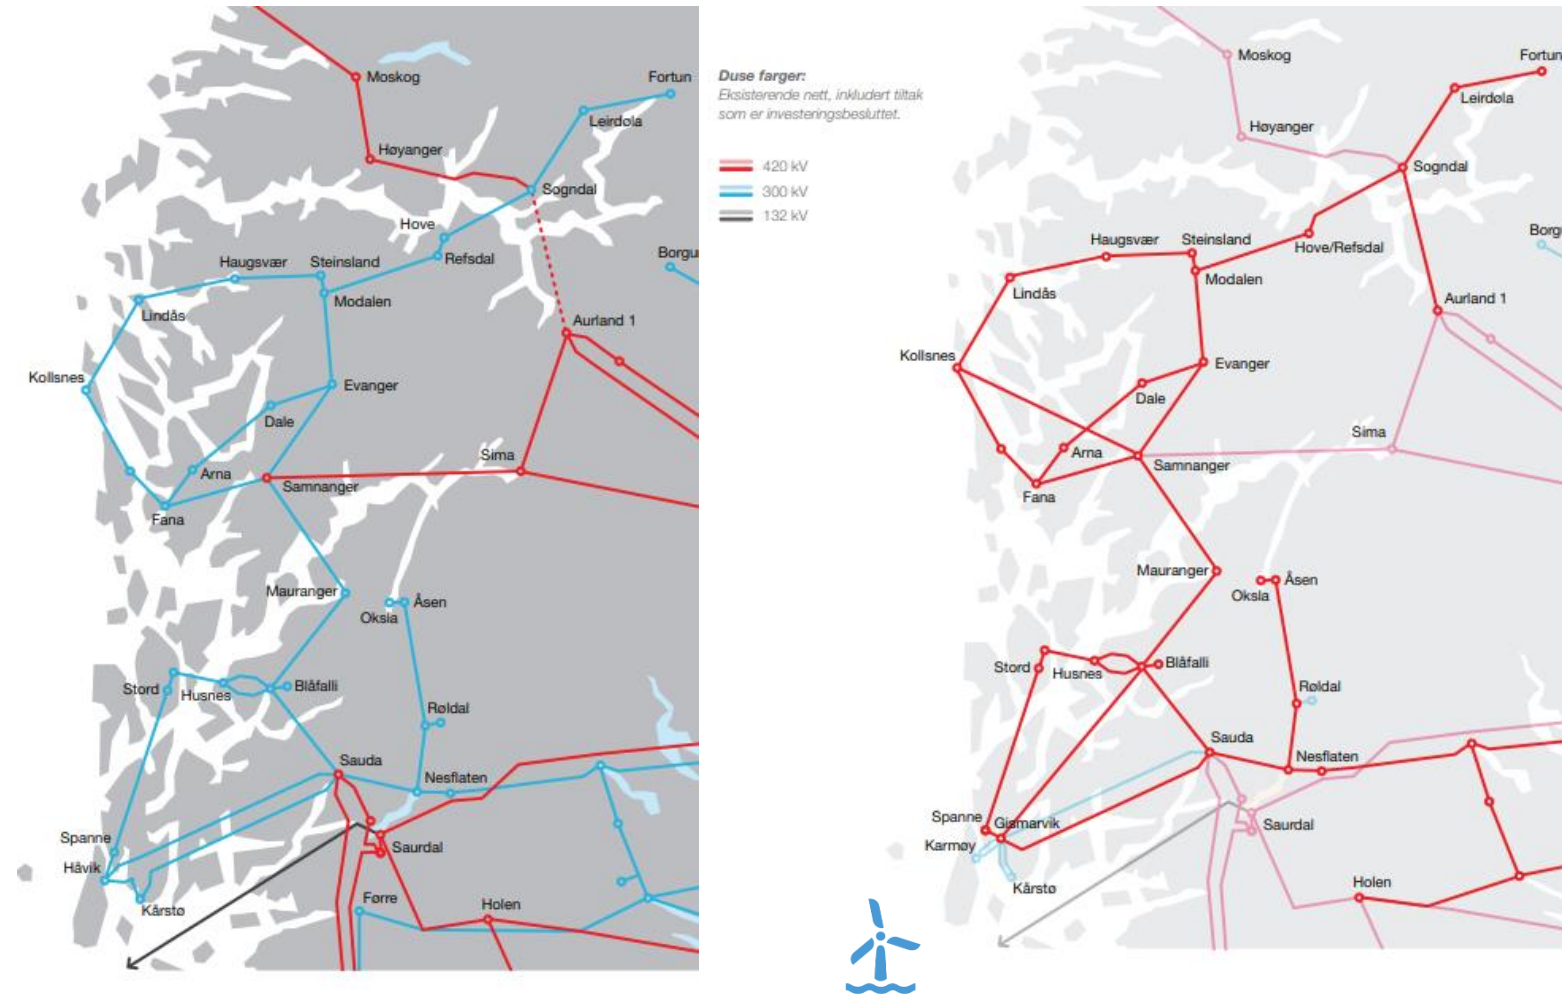 Moskog
Fortun
Leirdøla
Høyanger
Sogndal
Hove
Refsdal
Borgu
Haugsvær
Steinsland
Modalen
Lindås
Aurland 1
Kollsnes
Evanger
Dale
Sima
Arna
Samnanger
Fana
Mauranger
Åsen
Oksla
Stord
Husnes
Blåfalli
Røldal
Sauda
Nesflaten
Spanne
Håvik
Saurdal
Kårstø
Førre
Holen
Duse farger:
Eksisterende nett, inkludert tiltak
som er investeringsbesluttet.
420 kV
300 kV
132 kV
Moskog
Fortun
Leirdøla
Høyanger
Sogndal
Haugsvær
Steinsland
Hove/Refsdal
Borgu
Modalen
Lindås
Aurland 1
Kollsnes
Evanger
Dale
Sima
Arna
Samnanger
Fana
Mauranger
Åsen
Oksla
Stord
Husnes
Blåfalli
Røldal
Sauda
Nesflaten
Spanne
Gismarvik
Karmøy
Saurdal
Kårstø
Holen